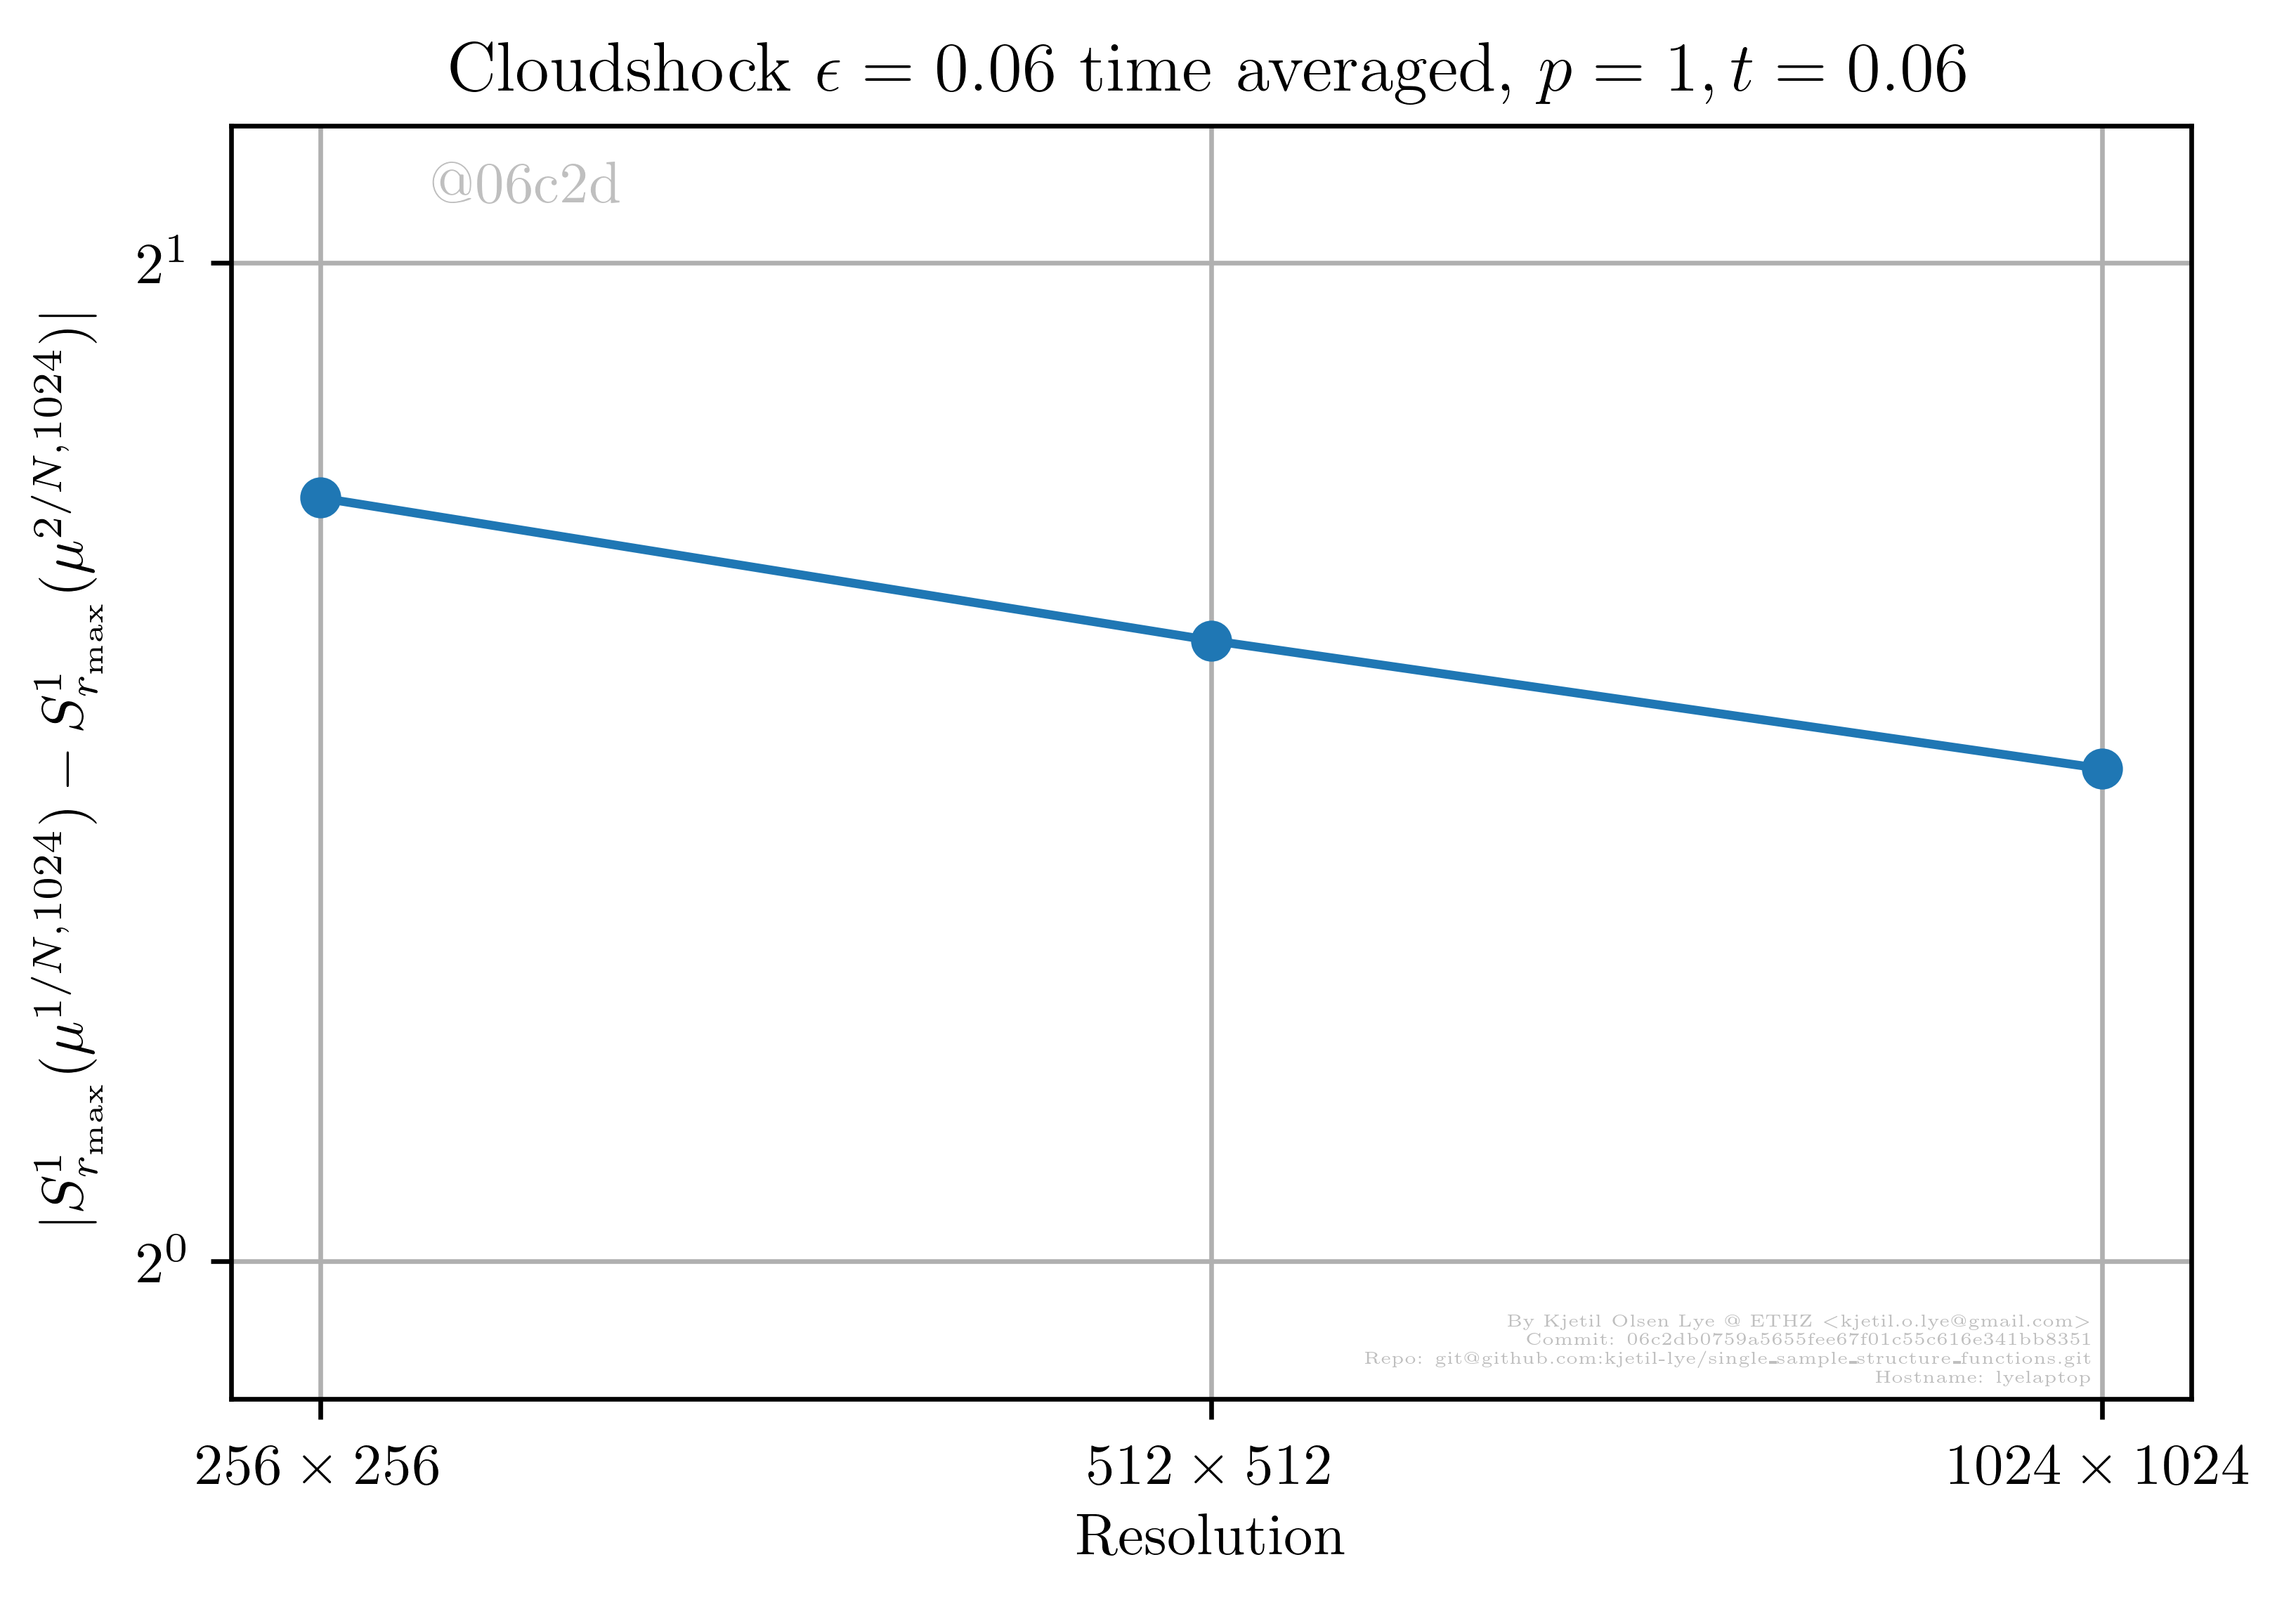 Cloudshock ϵ = 0.06 time averaged, p = 1, t = 0.06
@06c2d
2^1
|S^1_{r_max}(μ^{1/N,1024}) − S^1_{r_max}(μ^{2/N,1024})|
2^0
By Kjetil Olsen Lye @ ETHZ <kjetil.o.lye@gmail.com>
Commit: 06c2db0759a5655fee67f01c55c616e341bb8351
Repo: git@github.com:kjetil-lye/single_sample_structure_functions.git
Hostname: lyelaptop
256 × 256
512 × 512
1024 × 1024
Resolution